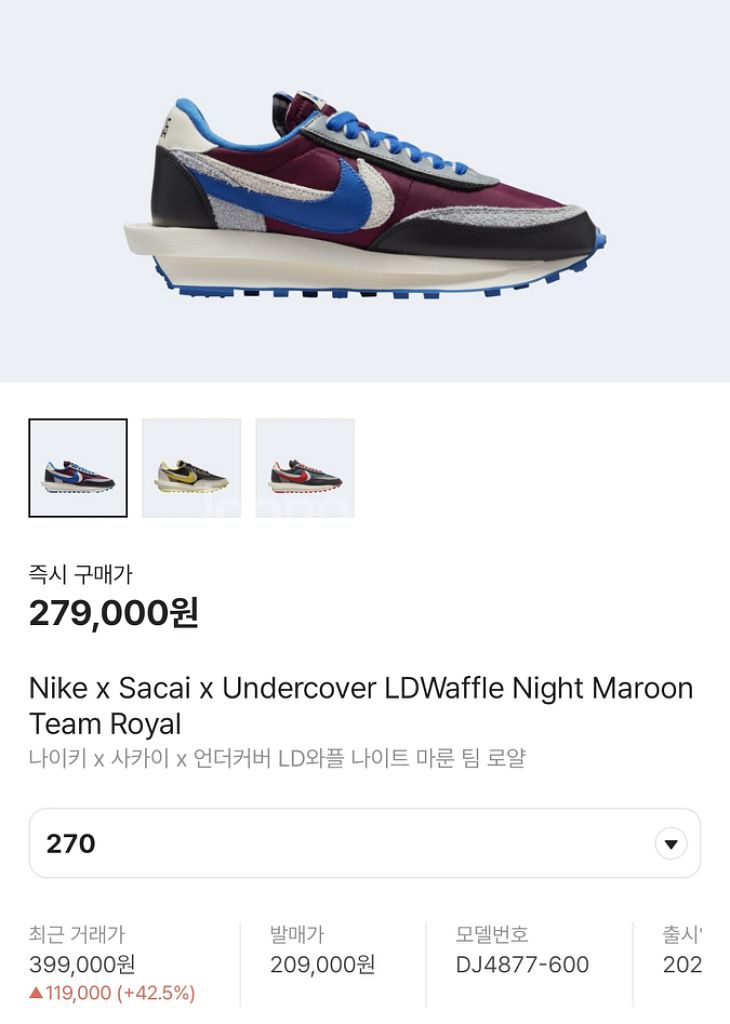 즉시 구매가
279,000원
Nike x Sacai x Undercover LDWaffle Night Maroon
Team Royal
나이키 x 사카이 x 언더커버 LD와플 나이트 마룬 팀 로얄
270
최근 거래가
발매가
모델번호
출시
399,000원
209,000원
DJ4877-600
202
▲119,000 (+42.5%)